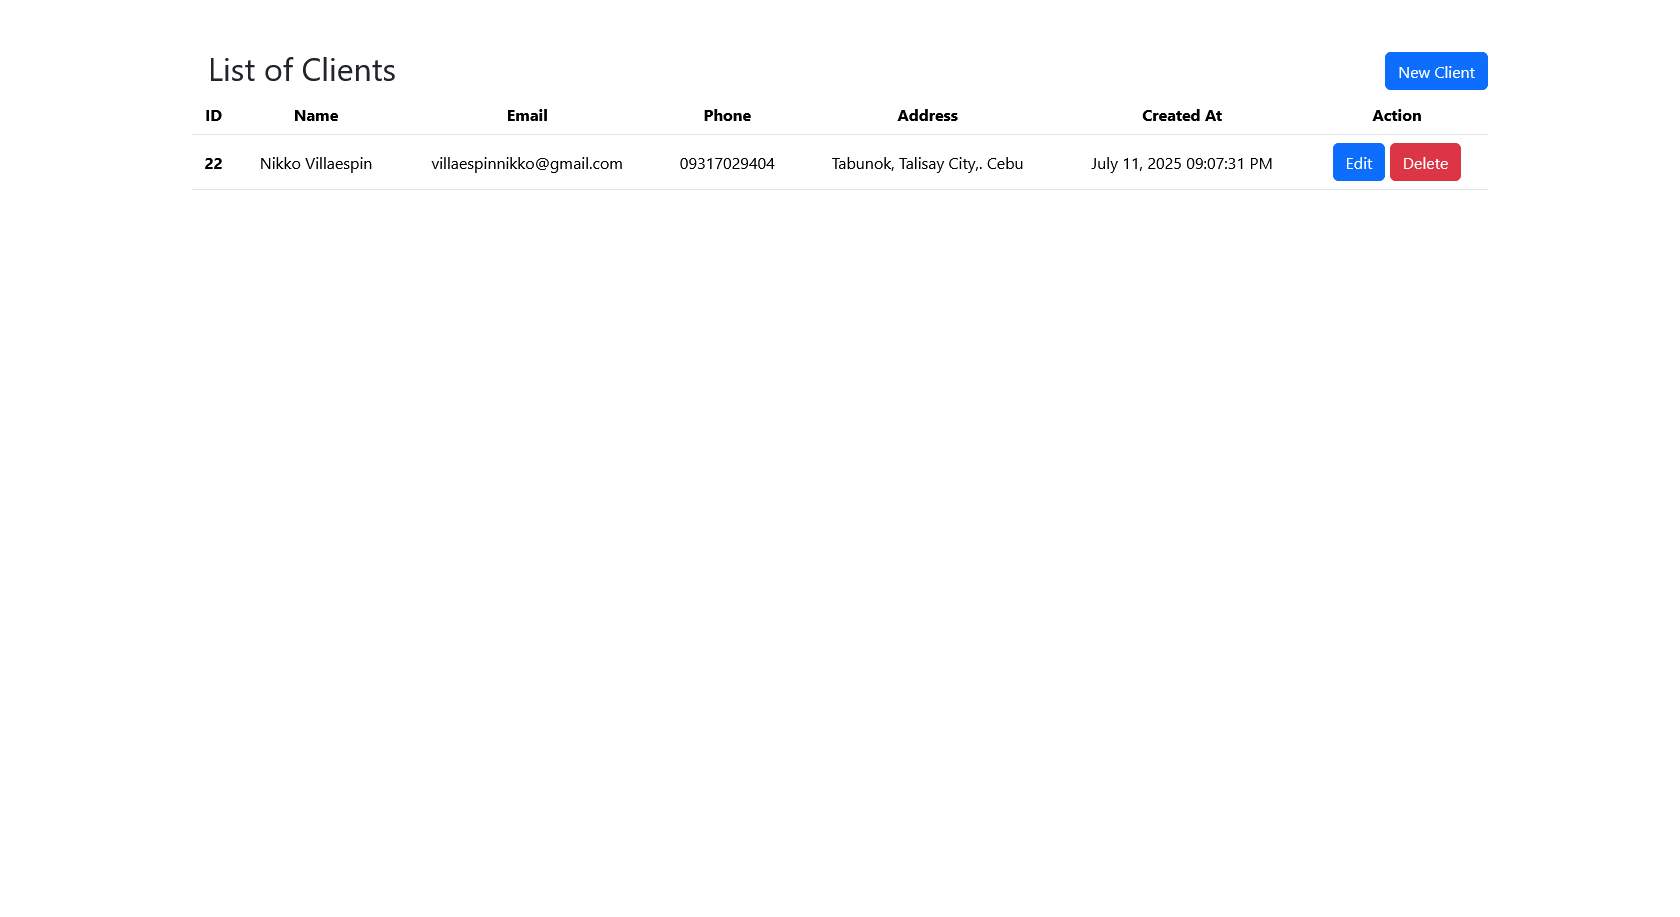 List of Clients New Client
ID Name Email Phone Address Created At Action
22 Nikko Villaespin villaespinnikko@gmail.com 09317029404 Tabunok, Talisay City,. Cebu July 11, 2025 09:07:31 PM Edit Delete